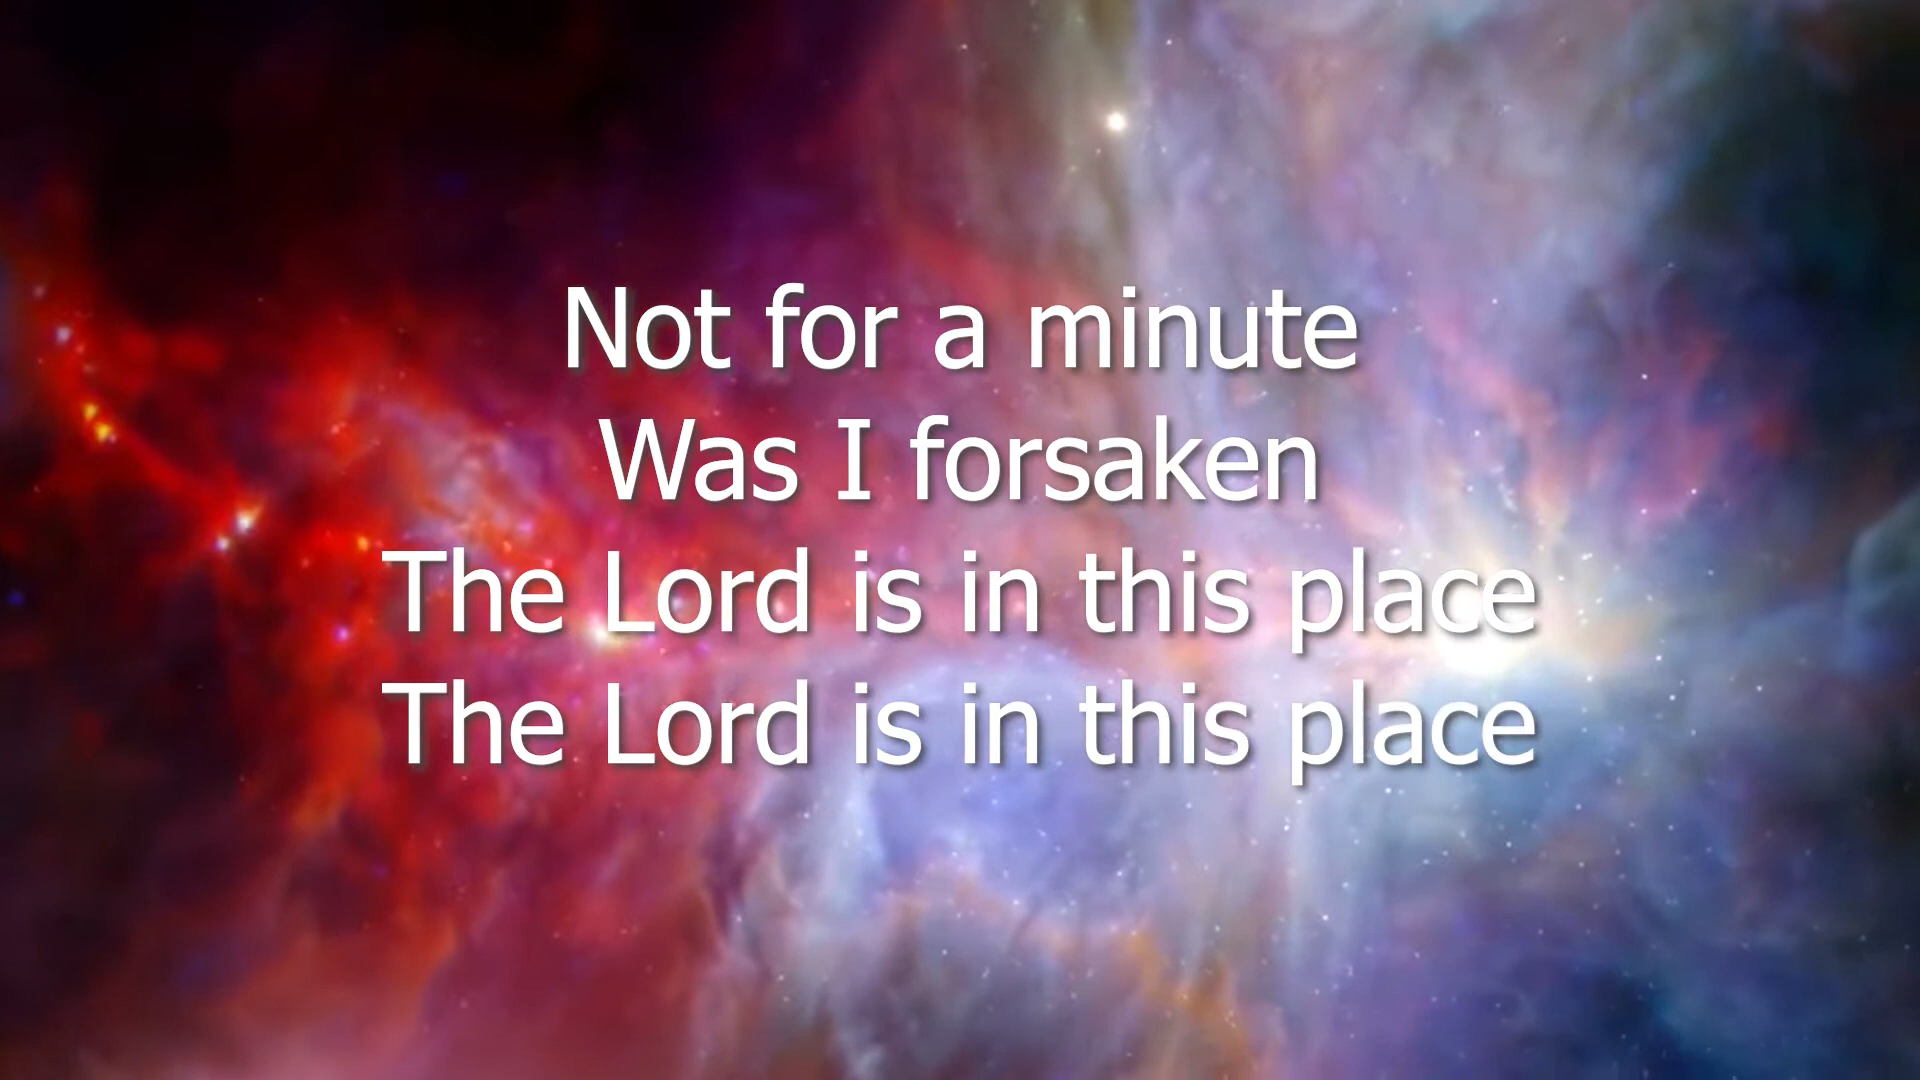 Not for a minute
Was I forsaken
The Lord is in this place
The Lord is in this place